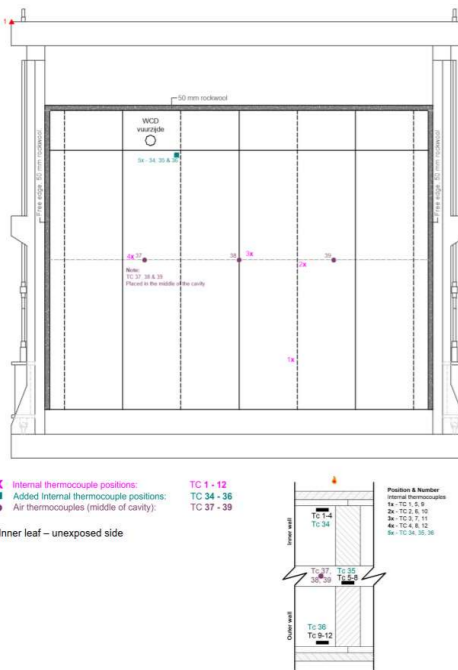 1
50 mm rockwool
WCD
vuurzijde
5x - 34, 35 & 36
Free edge, 50 mm rockwool
Free edge, 50 mm rockwool
4x 37
38 3x
2x
39
Note:
TC 37, 38 & 39
Placed in the middle of the cavity
1x
x Internal thermocouple positions: TC 1 - 12
Added Internal thermocouple positions: TC 34 - 36
Air thermocouples (middle of cavity): TC 37 - 39
Inner leaf – unexposed side
Inner wall
Tc 1-4
Tc 34
Tc 37, 38, 39
Tc 35
Tc 5-8
Outer wall
Tc 36
Tc 9-12
Position & Number
Internal thermocouples
1x - TC 1, 5, 9
2x - TC 2, 6, 10
3x - TC 3, 7, 11
4x - TC 4, 8, 12
5x - TC 34, 35, 36